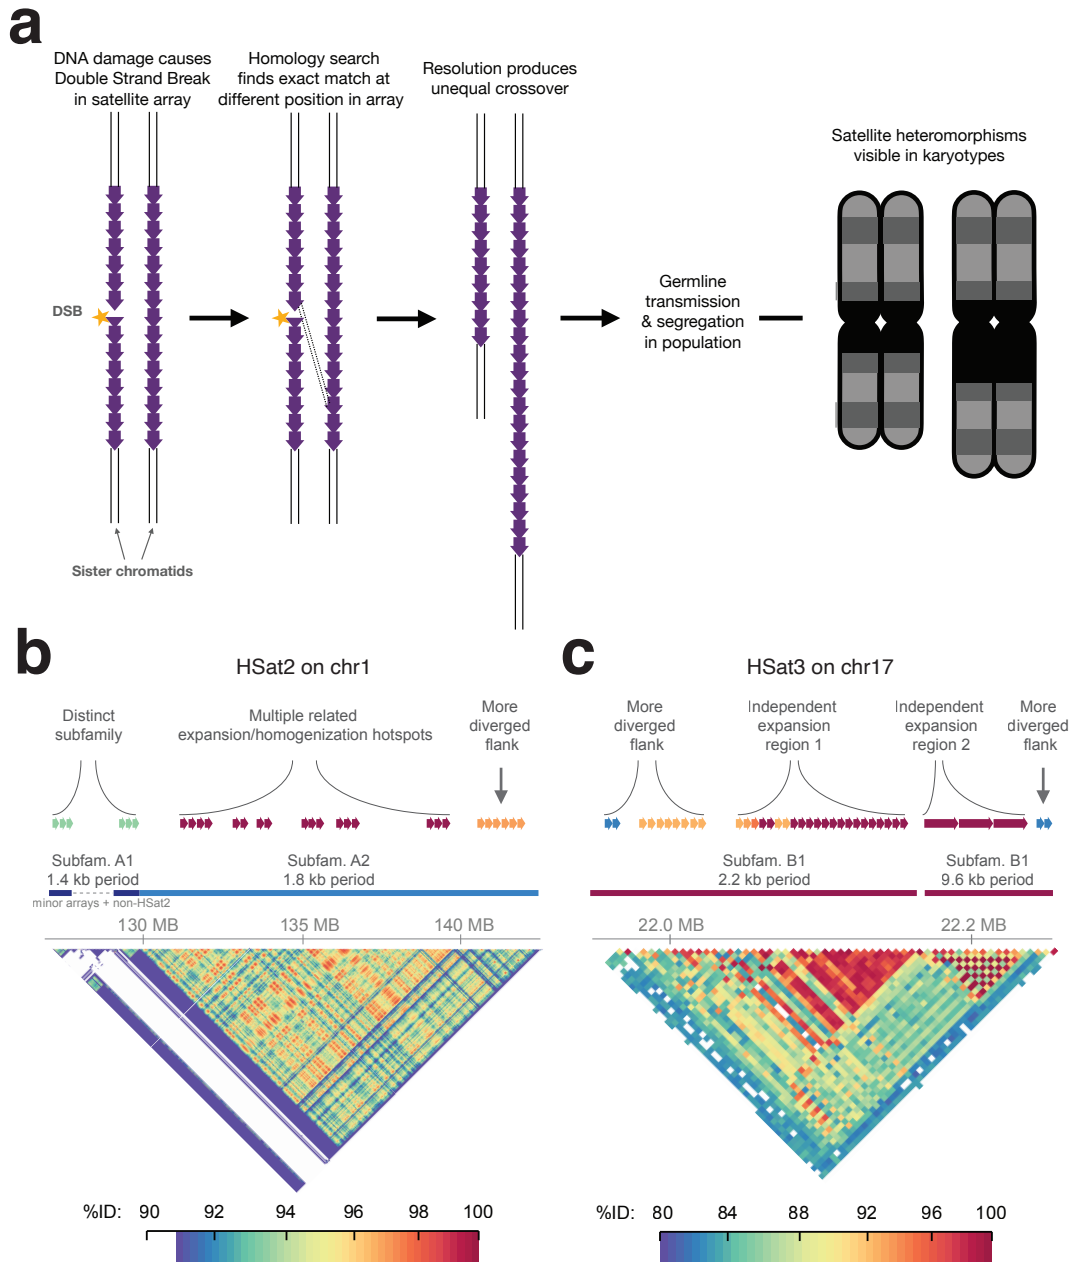 a
DNA damage causes
Double Strand Break
in satellite array
Homology search
finds exact match at
different position in array
Resolution produces
unequal crossover
Satellite heteromorphisms
visible in karyotypes
DSB
Germline
transmission
& segregation
in population
Sister chromatids
b
HSat2 on chr1
Distinct
subfamily
Multiple related
expansion/homogenization hotspots
More
diverged
flank
Subfam. A1
1.4 kb period
Subfam. A2
1.8 kb period
minor arrays + non-HSat2
130 MB
135 MB
140 MB
%ID: 90 92 94 96 98 100
c
HSat3 on chr17
More
diverged
flank
Independent
expansion
region 1
Independent
expansion
region 2
More
diverged
flank
Subfam. B1
2.2 kb period
Subfam. B1
9.6 kb period
22.0 MB
22.2 MB
%ID: 80 84 88 92 96 100